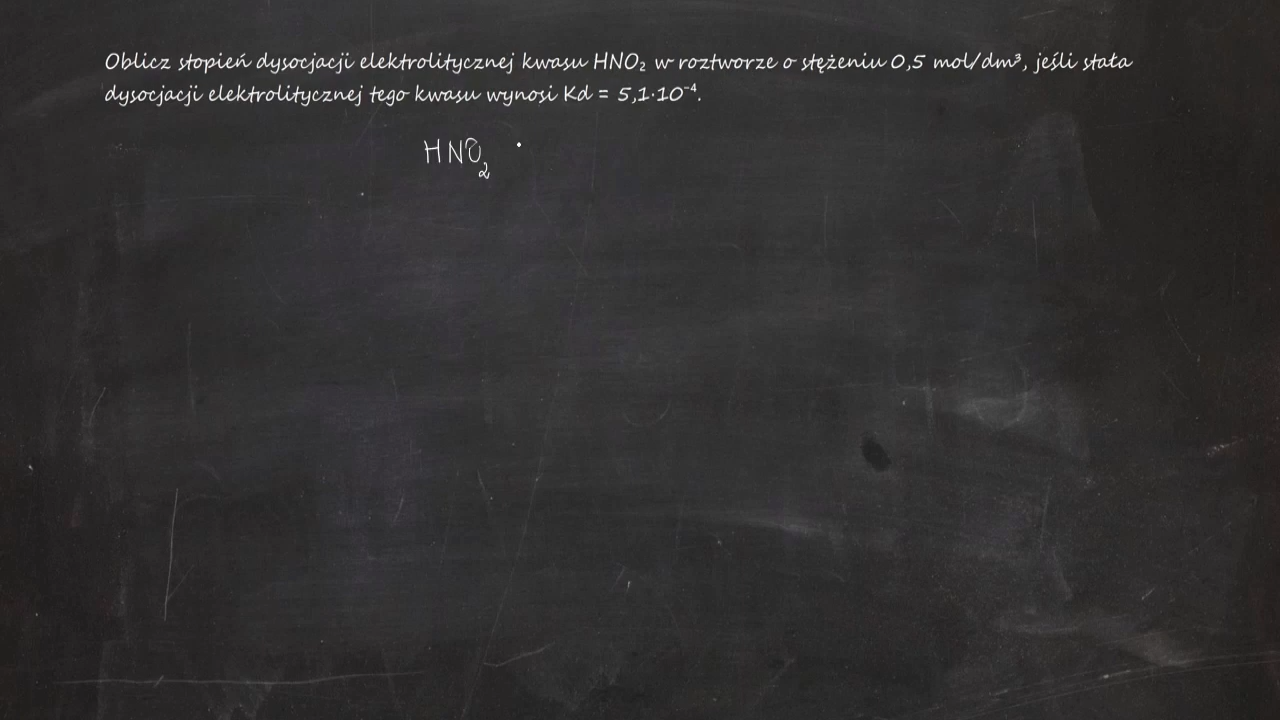 Oblicz stopień dysocjacji elektrolitycznej kwasu HNO₂ w roztworze o stężeniu 0,5 mol/dm³, jeśli stała
dysocjacji elektrolitycznej tego kwasu wynosi Kd = 5,1·10⁻⁴.
HNO₂